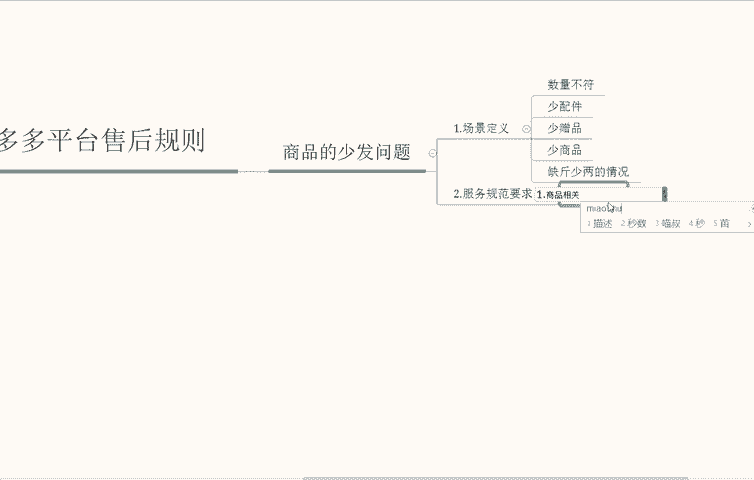 多多平台售后规则
商品的少发问题
1.场景定义
数量不符
少配件
少赠品
少商品
缺斤少两的情况
2.服务规范要求
1.商品相关
miao'shu
1 描述 2 秒数 3 喵叔 4 秒 5 苗